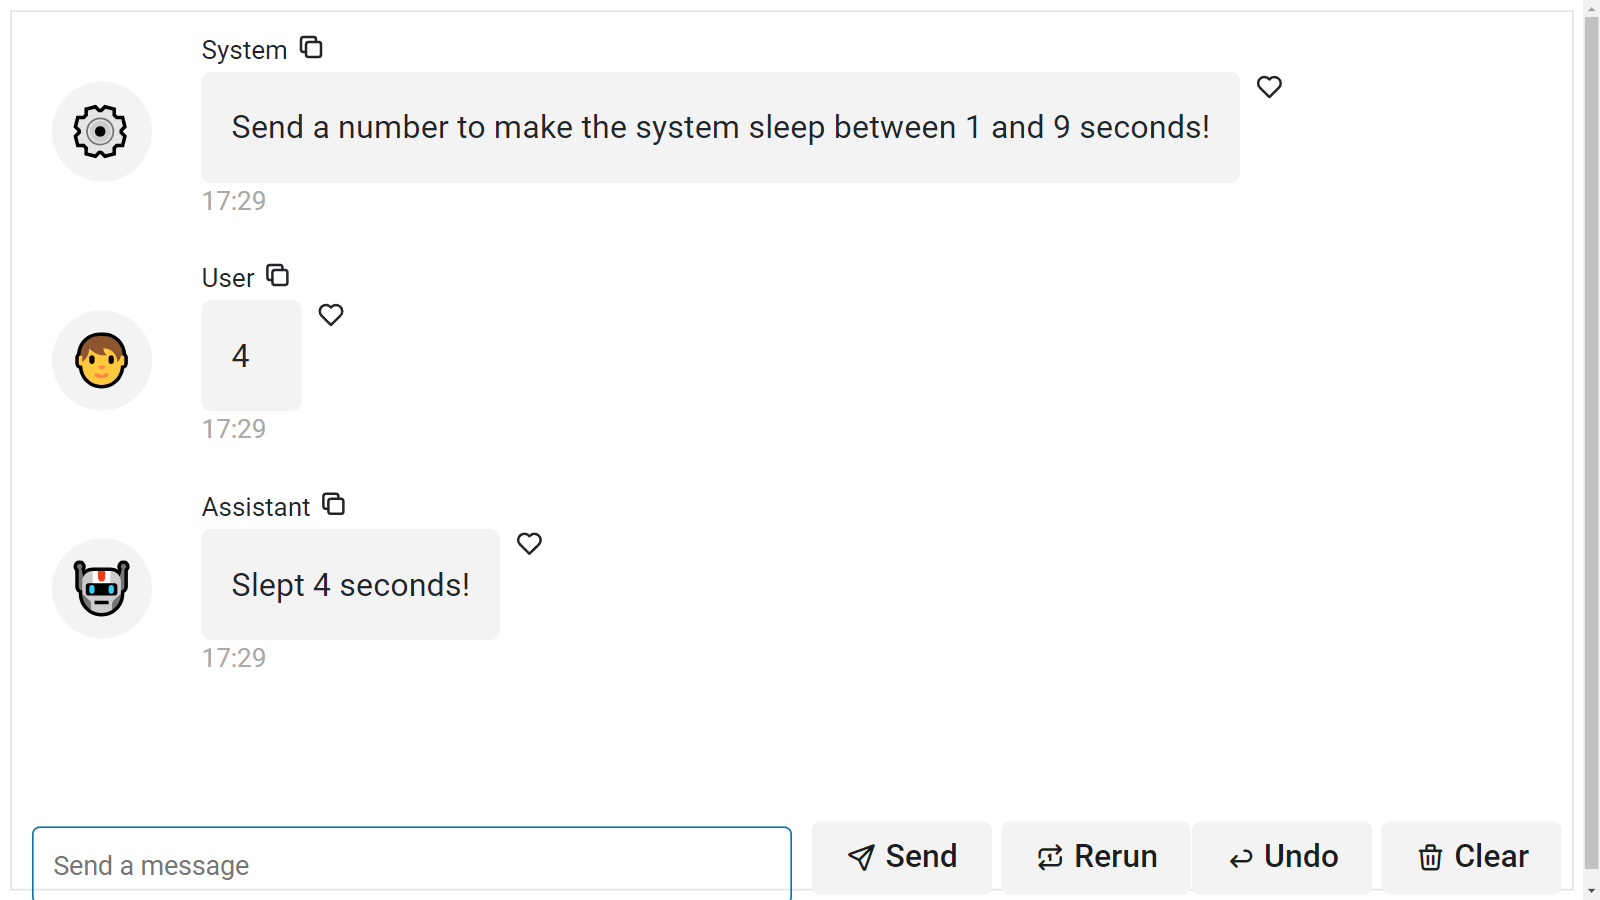 System
Send a number to make the system sleep between 1 and 9 seconds!
17:29
User
4
17:29
Assistant
Slept 4 seconds!
17:29
Send a message
Send
Rerun
Undo
Clear